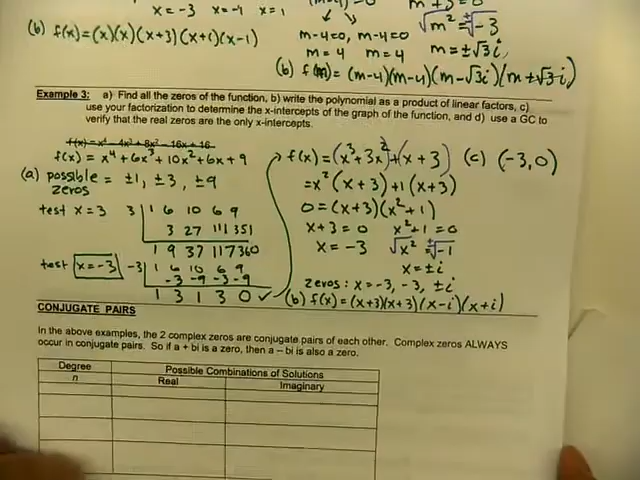 x = -3  x = -1  x = 1
(b) f(x) = (x)(x)(x+3)(x+1)(x-1)
m-4=0, m-4=0
m = 4  m = 4
√m² = ±√-3
m = ±√3i,
(b) f(m) = (m-4)(m-4)(m-√3i)(m+√3i)
Example 3: a) Find all the zeros of the function, b) write the polynomial as a product of linear factors, c)
use your factorization to determine the x-intercepts of the graph of the function, and d) use a GC to
verify that the real zeros are the only x-intercepts.
f(x) = x⁴ - 4x³ + 8x² - 16x + 16
f(x) = x⁴ + 6x³ + 10x² + 6x + 9
(a) possible zeros = ±1, ±3, ±9
test x = 3  3 | 1 6 10 6 9
3 27 111 351
1 9 37 117 360
test x = -3  -3 | 1 6 10 6 9
-3 -9 -3 -9
1 3 1 3 0 ✓
f(x) = (x³ + 3x²) + (x + 3)
= x² (x + 3) + 1 (x + 3)
0 = (x + 3)(x² + 1)
x + 3 = 0  x² + 1 = 0
x = -3  √x² = ±√-1
x = ±i
zeros: x = -3, -3, ±i
(b) f(x) = (x+3)(x+3)(x-i)(x+i)
(c) (-3, 0)
CONJUGATE PAIRS
In the above examples, the 2 complex zeros are conjugate pairs of each other. Complex zeros ALWAYS
occur in conjugate pairs. So if a + bi is a zero, then a – bi is also a zero.
Degree  Possible Combinations of Solutions
n  Real  Imaginary